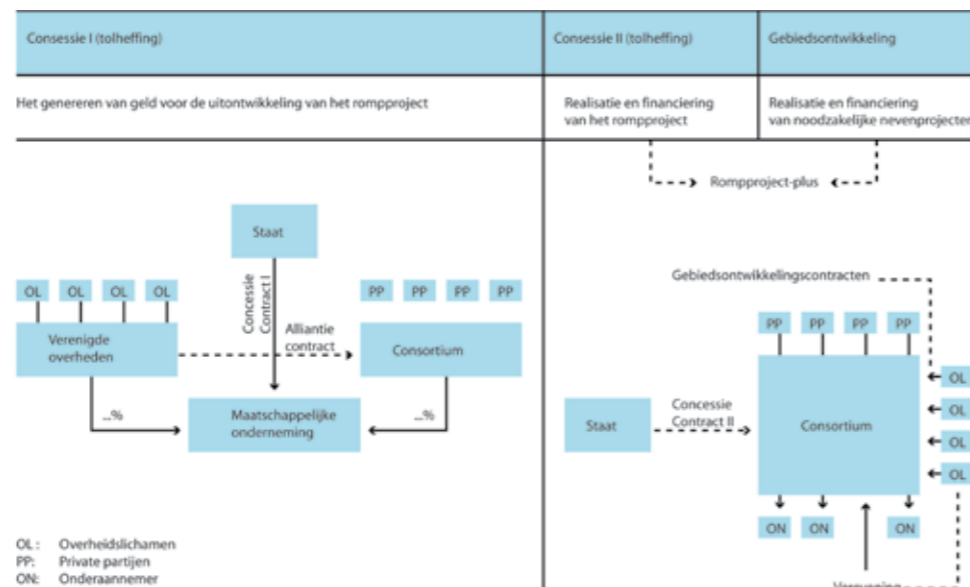 Consessie I (tolheffing)
Consessie II (tolheffing)
Gebiedsontwikkeling
Het genereren van geld voor de uitontwikkeling van het rompproject
Realisatie en financiering
van het rompproject
Realisatie en financiering
van noodzakelijke nevenprojecten
Rompproject-plus
Staat
OL OL OL OL
Concessie
Contract I
PP PP PP PP
Verenigde
overheden
Alliantie
contract
Consortium
...%
Maatschappelijke
onderneming
...%
Gebiedsontwikkelingscontracten
PP PP PP PP
OL
OL
OL
OL
Staat
Concessie
Contract II
Consortium
ON ON ON
OL: Overheidslichamen
PP: Private partijen
ON: Onderaannemer